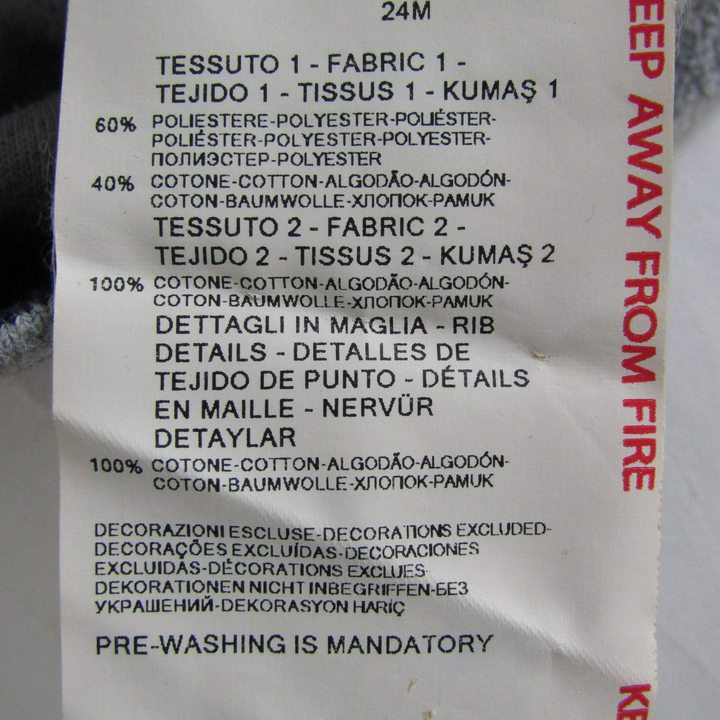 24M
TESSUTO 1 - FABRIC 1 -
TEJIDO 1 - TISSUS 1 - KUMAŞ 1
60% POLIESTERE-POLYESTER-POLIÉSTER-
POLIÉSTER-POLYESTER-POLYESTER-
ПОЛИЭСТЕР-POLYESTER
40% COTONE-COTTON-ALGODÃO-ALGODÓN-
COTON-BAUMWOLLE-ХЛОПОК-PAMUK
TESSUTO 2 - FABRIC 2 -
TEJIDO 2 - TISSUS 2 - KUMAŞ 2
100% COTONE-COTTON-ALGODÃO-ALGODÓN-
COTON-BAUMWOLLE-ХЛОПОК-PAMUK
DETTAGLI IN MAGLIA - RIB
DETAILS - DETALLES DE
TEJIDO DE PUNTO - DÉTAILS
EN MAILLE - NERVÜR
DETAYLAR
100% COTONE-COTTON-ALGODÃO-ALGODÓN-
COTON-BAUMWOLLE-ХЛОПОК-PAMUK
DECORAZIONI ESCLUSE-DECORATIONS EXCLUDED-
DECORAÇÕES EXCLUÍDAS-DECORACIONES
EXCLUIDAS-DÉCORATIONS EXCLUES-
DEKORATIONEN NICHT INBEGRIFFEN-БЕЗ
УКРАШЕНИЙ-DEKORASYON HARİÇ
PRE-WASHING IS MANDATORY
EEP AWAY FROM FIRE
KE